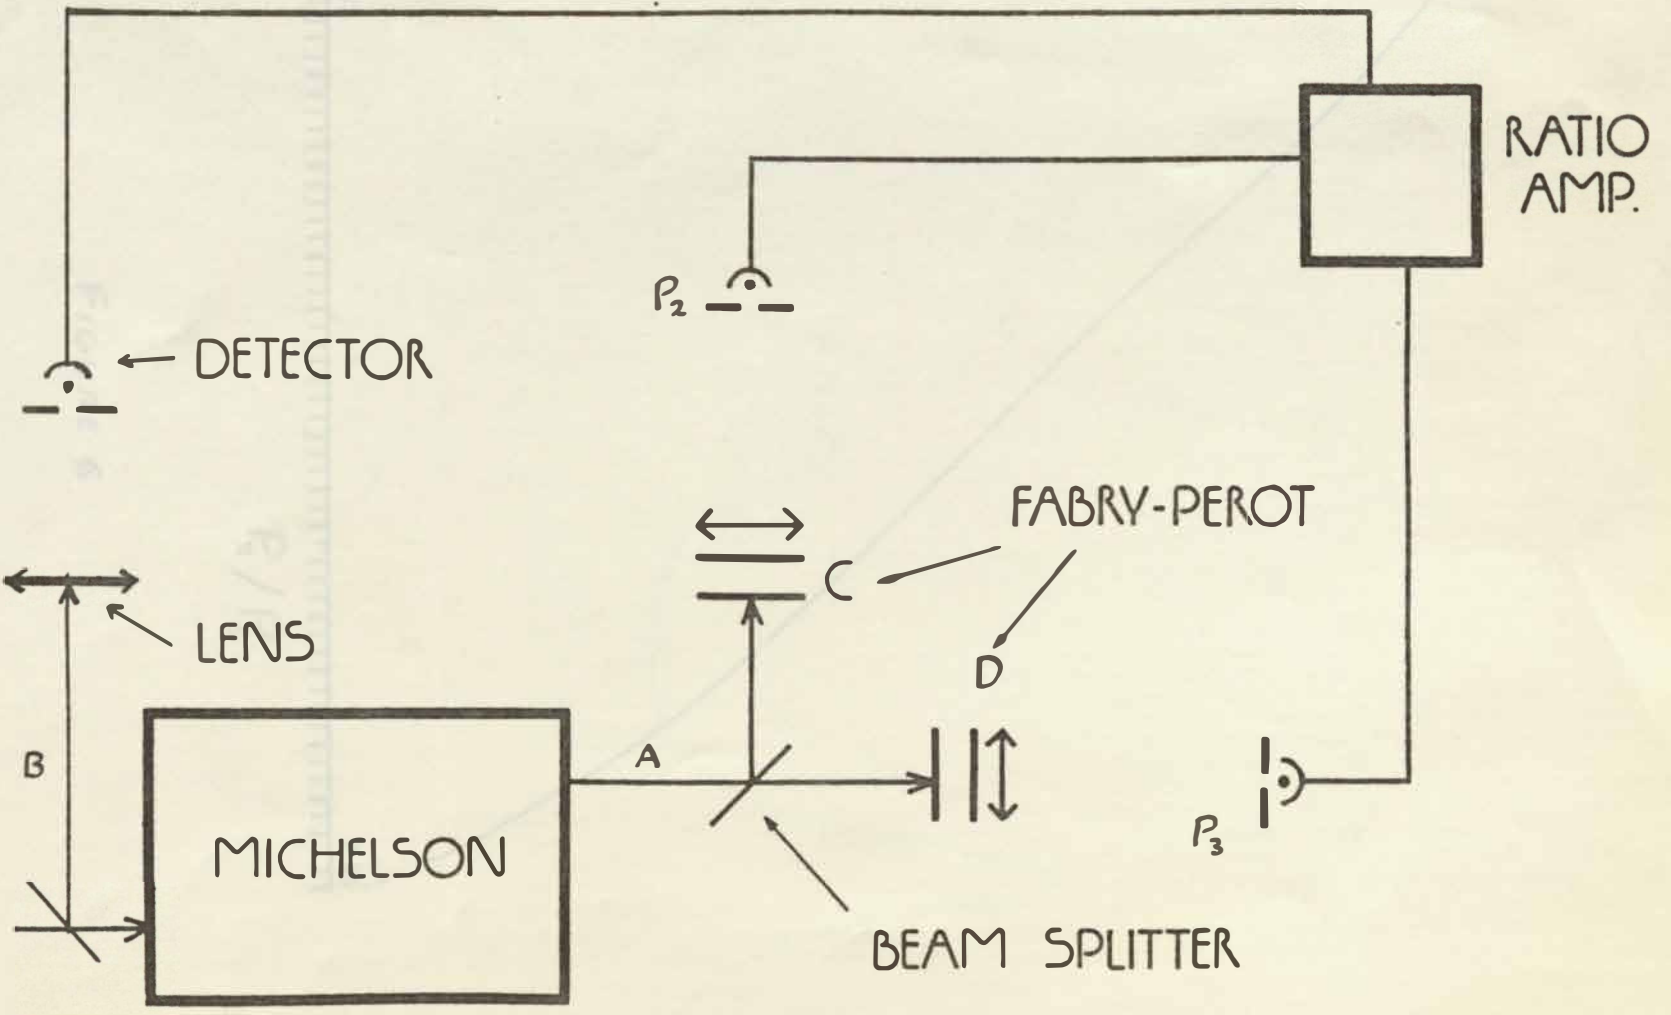 RATIO
AMP.
P₂
DETECTOR
FABRY-PEROT
C
LENS
D
A
B
P₃
MICHELSON
BEAM SPLITTER